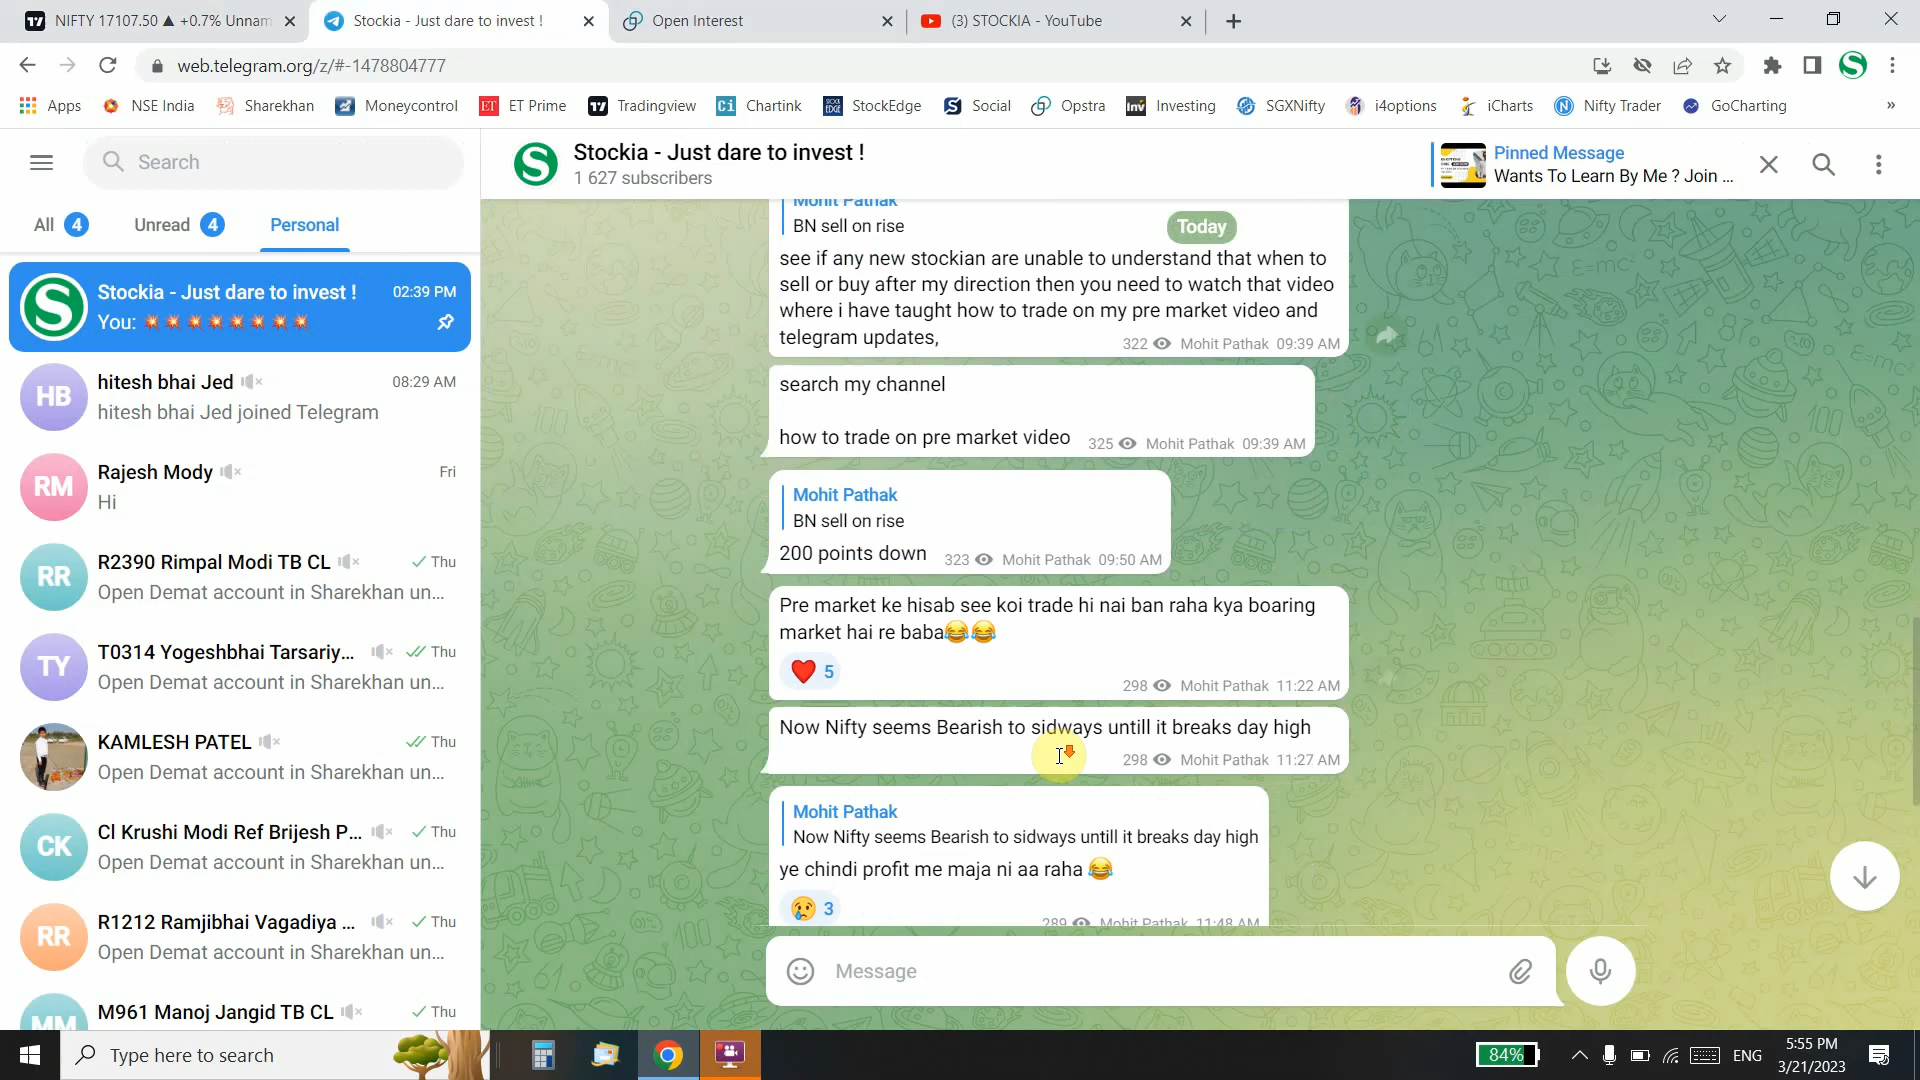 NIFTY 17107.50 ▲ +0.7% Unnam
Stockia - Just dare to invest !
Open Interest
(3) STOCKIA - YouTube
web.telegram.org/z/#-1478804777
Apps
NSE India
Sharekhan
Moneycontrol
ET Prime
Tradingview
Chartink
StockEdge
Social
Opstra
Investing
SGXNifty
i4options
iCharts
Nifty Trader
GoCharting
»
Search
All 4
Unread 4
Personal
Stockia - Just dare to invest ! 02:39 PM
You: 💥💥💥💥💥💥💥💥
HB
hitesh bhai Jed 08:29 AM
hitesh bhai Jed joined Telegram
RM
Rajesh Mody Fri
Hi
RR
R2390 Rimpal Modi TB CL Thu
Open Demat account in Sharekhan un...
TY
T0314 Yogeshbhai Tarsariy... Thu
Open Demat account in Sharekhan un...
KAMLESH PATEL Thu
Open Demat account in Sharekhan un...
CK
Cl Krushi Modi Ref Brijesh P... Thu
Open Demat account in Sharekhan un...
RR
R1212 Ramjibhai Vagadiya ... Thu
Open Demat account in Sharekhan un...
MM
M961 Manoj Jangid TB CL Thu
Stockia - Just dare to invest !
1 627 subscribers
Pinned Message
Wants To Learn By Me ? Join ...
Mohit Pathak
BN sell on rise
Today
see if any new stockian are unable to understand that when to
sell or buy after my direction then you need to watch that video
where i have taught how to trade on my pre market video and
telegram updates,
322 Mohit Pathak 09:39 AM
search my channel
how to trade on pre market video
325 Mohit Pathak 09:39 AM
Mohit Pathak
BN sell on rise
200 points down
323 Mohit Pathak 09:50 AM
Pre market ke hisab see koi trade hi nai ban raha kya boaring
market hai re baba😂😂
❤️ 5
298 Mohit Pathak 11:22 AM
Now Nifty seems Bearish to sidways untill it breaks day high
298 Mohit Pathak 11:27 AM
Mohit Pathak
Now Nifty seems Bearish to sidways untill it breaks day high
ye chindi profit me maja ni aa raha 😂
😢 3
289 Mohit Pathak 11:48 AM
Message
Type here to search
84%
ENG
5:55 PM
3/21/2023